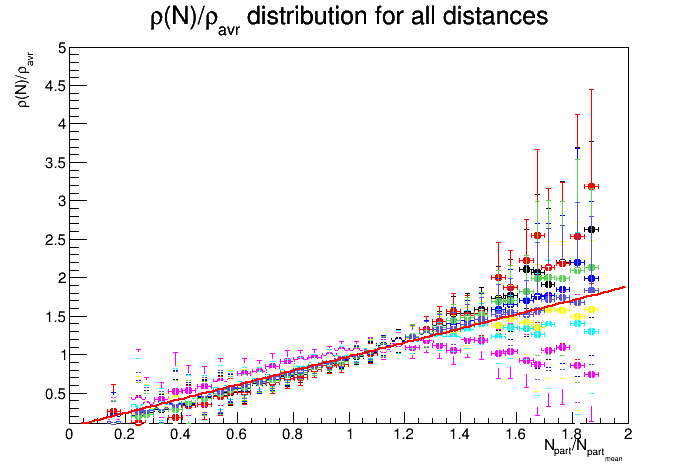 ρ(N)/ρavr distribution for all distances
ρ(N)/ρavr
5
4.5
4
3.5
3
2.5
2
1.5
1
0.5
0 0.2 0.4 0.6 0.8 1 1.2 1.4 1.6 1.8 2
Npart/Npartmean